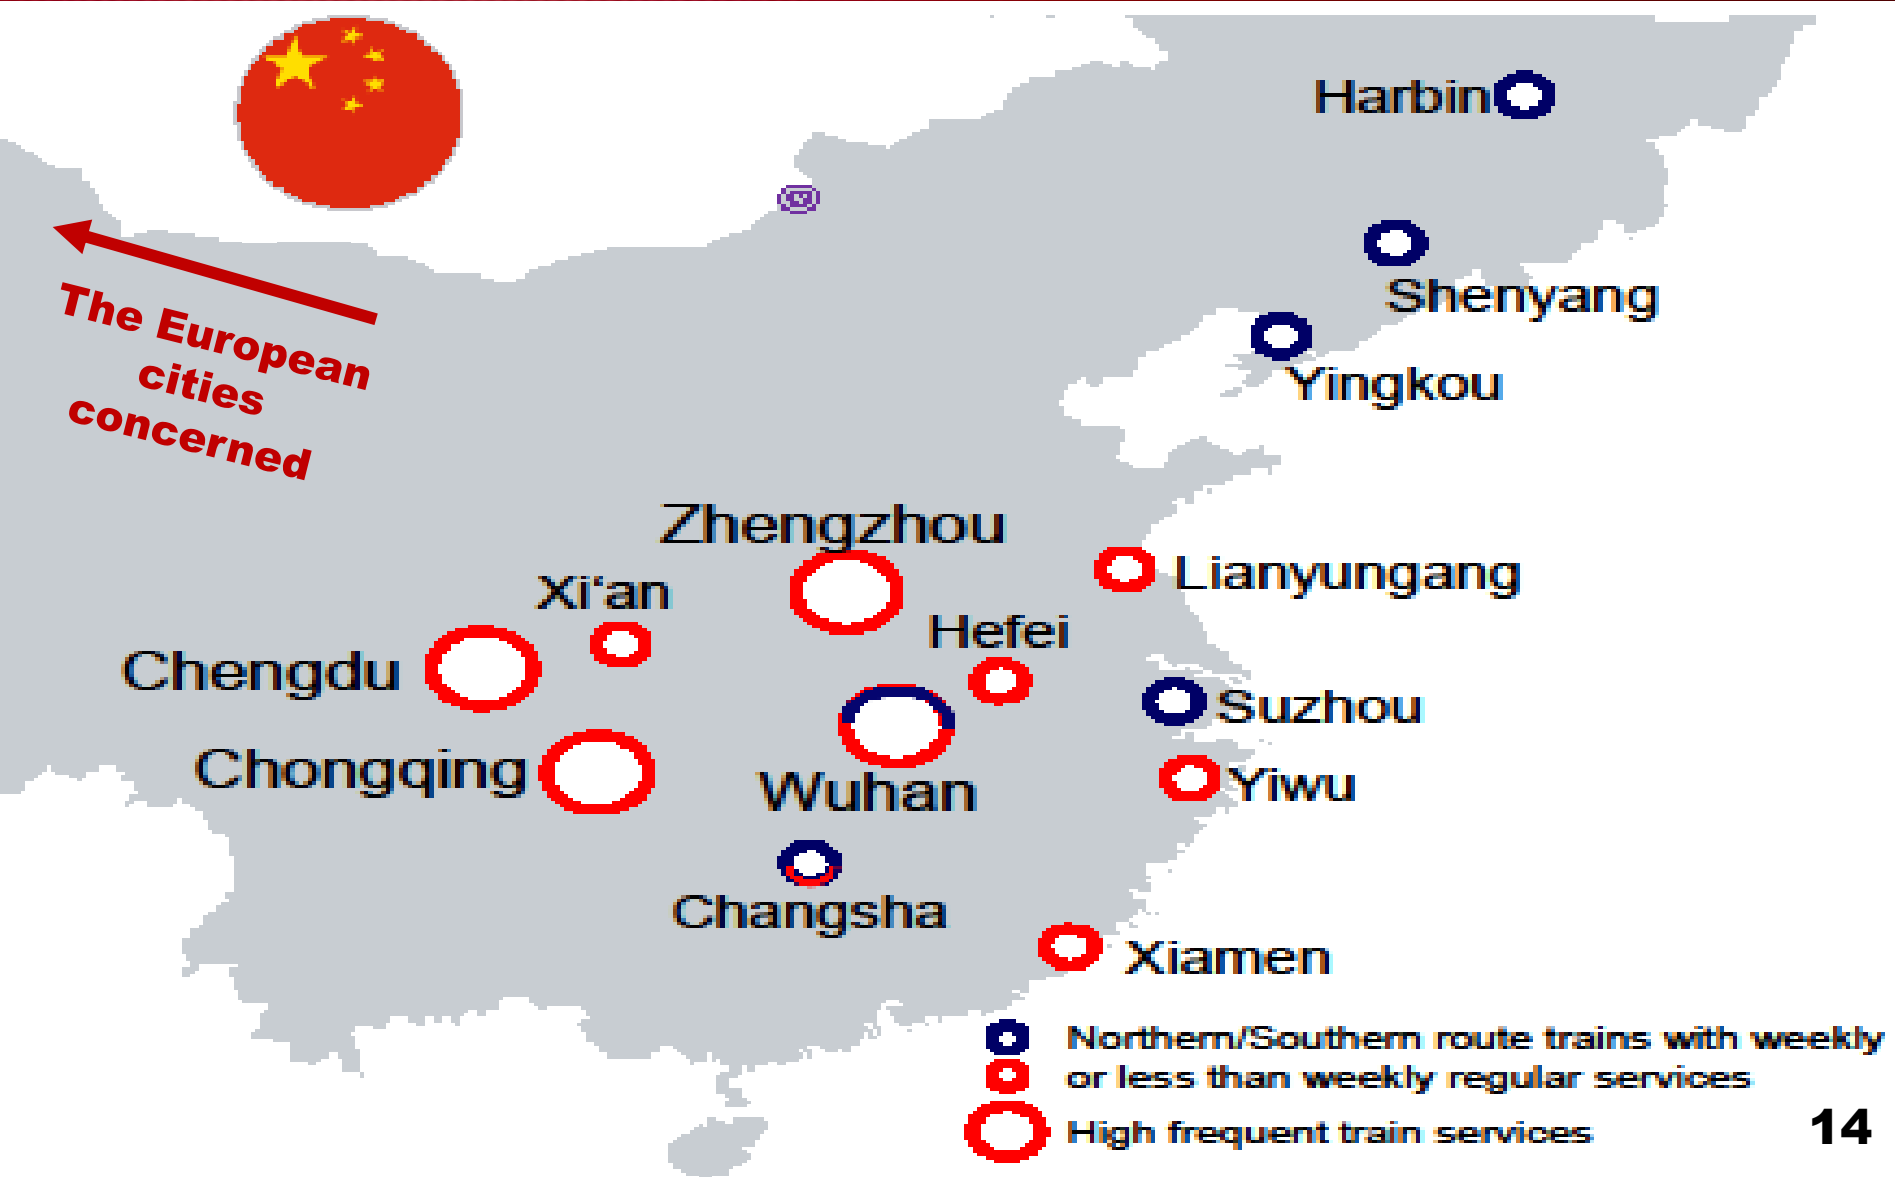 Harbin
Shenyang
Yingkou
The European
cities
concerned
Zhengzhou
Xi‘an
Lianyungang
Hefei
Chengdu
Suzhou
Chongqing
Wuhan
Yiwu
Changsha
Xiamen
Northern/Southern route trains with weekly
or less than weekly regular services
High frequent train services
14